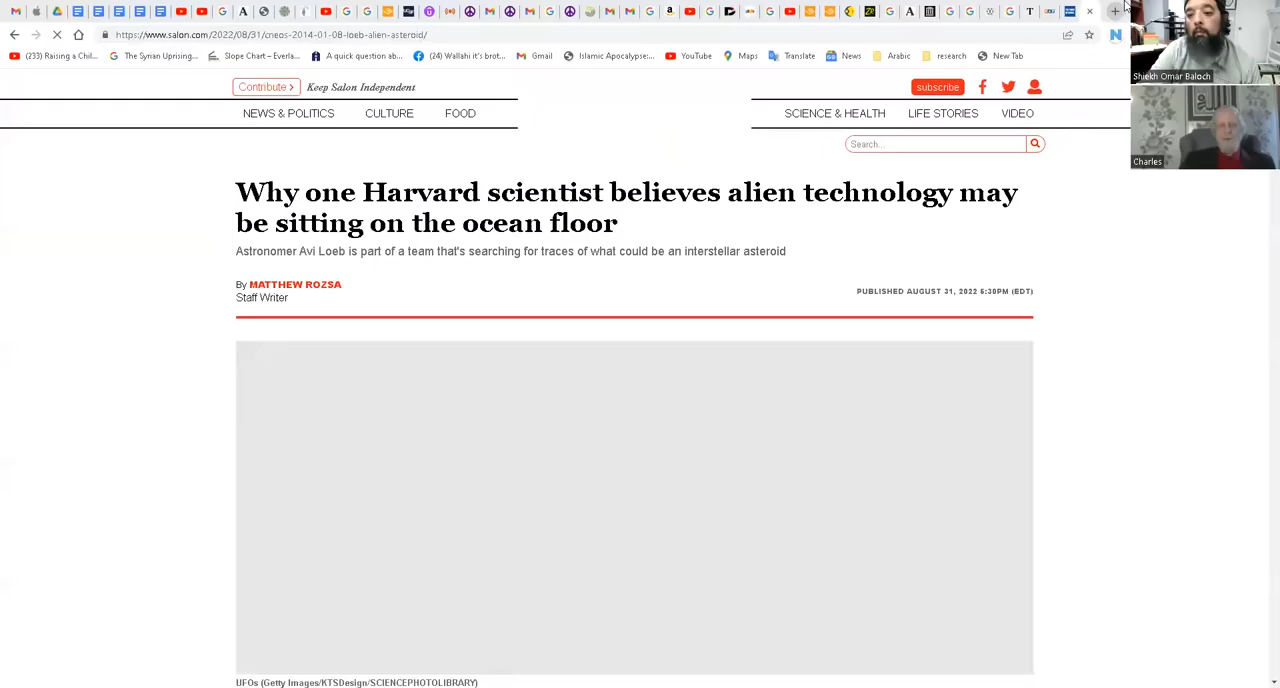 https://www.salon.com/2022/08/31/cneos-2014-01-08-loeb-alien-asteroid/
(233) Raising a Chil...
The Syrian Uprising...
Slope Chart – Everla...
A quick question ab...
(24) Wallahi it's brot...
Gmail
Islamic Apocalypse:...
YouTube
Maps
Translate
News
Arabic
research
New Tab
Shiekh Omar Baloch
Charles
Contribute >
Keep Salon Independent
subscribe
NEWS & POLITICS
CULTURE
FOOD
SCIENCE & HEALTH
LIFE STORIES
VIDEO
Search...
Why one Harvard scientist believes alien technology may
be sitting on the ocean floor
Astronomer Avi Loeb is part of a team that's searching for traces of what could be an interstellar asteroid
By MATTHEW ROZSA
Staff Writer
PUBLISHED AUGUST 31, 2022 5:30PM (EDT)
UFOs (Getty Images/KTSDesign/SCIENCEPHOTOLIBRARY)